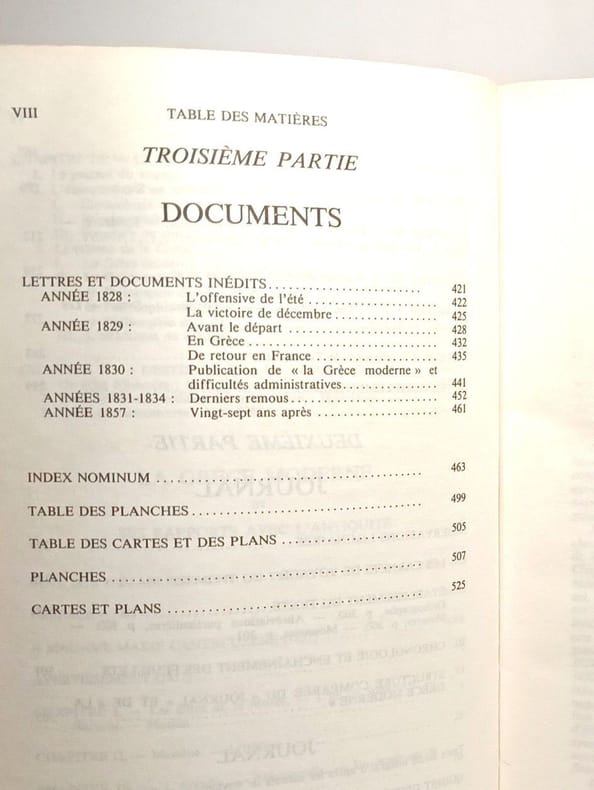 VIII TABLE DES MATIÈRES
TROISIÈME PARTIE
DOCUMENTS
LETTRES ET DOCUMENTS INÉDITS.................... 421
ANNÉE 1828 : L'offensive de l'été ................... 422
La victoire de décembre............... 425
ANNÉE 1829 : Avant le départ ...................... 428
En Grèce ............................. 432
De retour en France .................. 435
ANNÉE 1830 : Publication de « la Grèce moderne » et
difficultés administratives.............. 441
ANNÉES 1831-1834 : Derniers remous...................... 452
ANNÉE 1857 : Vingt-sept ans après .................. 461
INDEX NOMINUM .................................... 463
TABLE DES PLANCHES............................... 499
TABLE DES CARTES ET DES PLANS .................... 505
PLANCHES .......................................... 507
CARTES ET PLANS ................................... 525